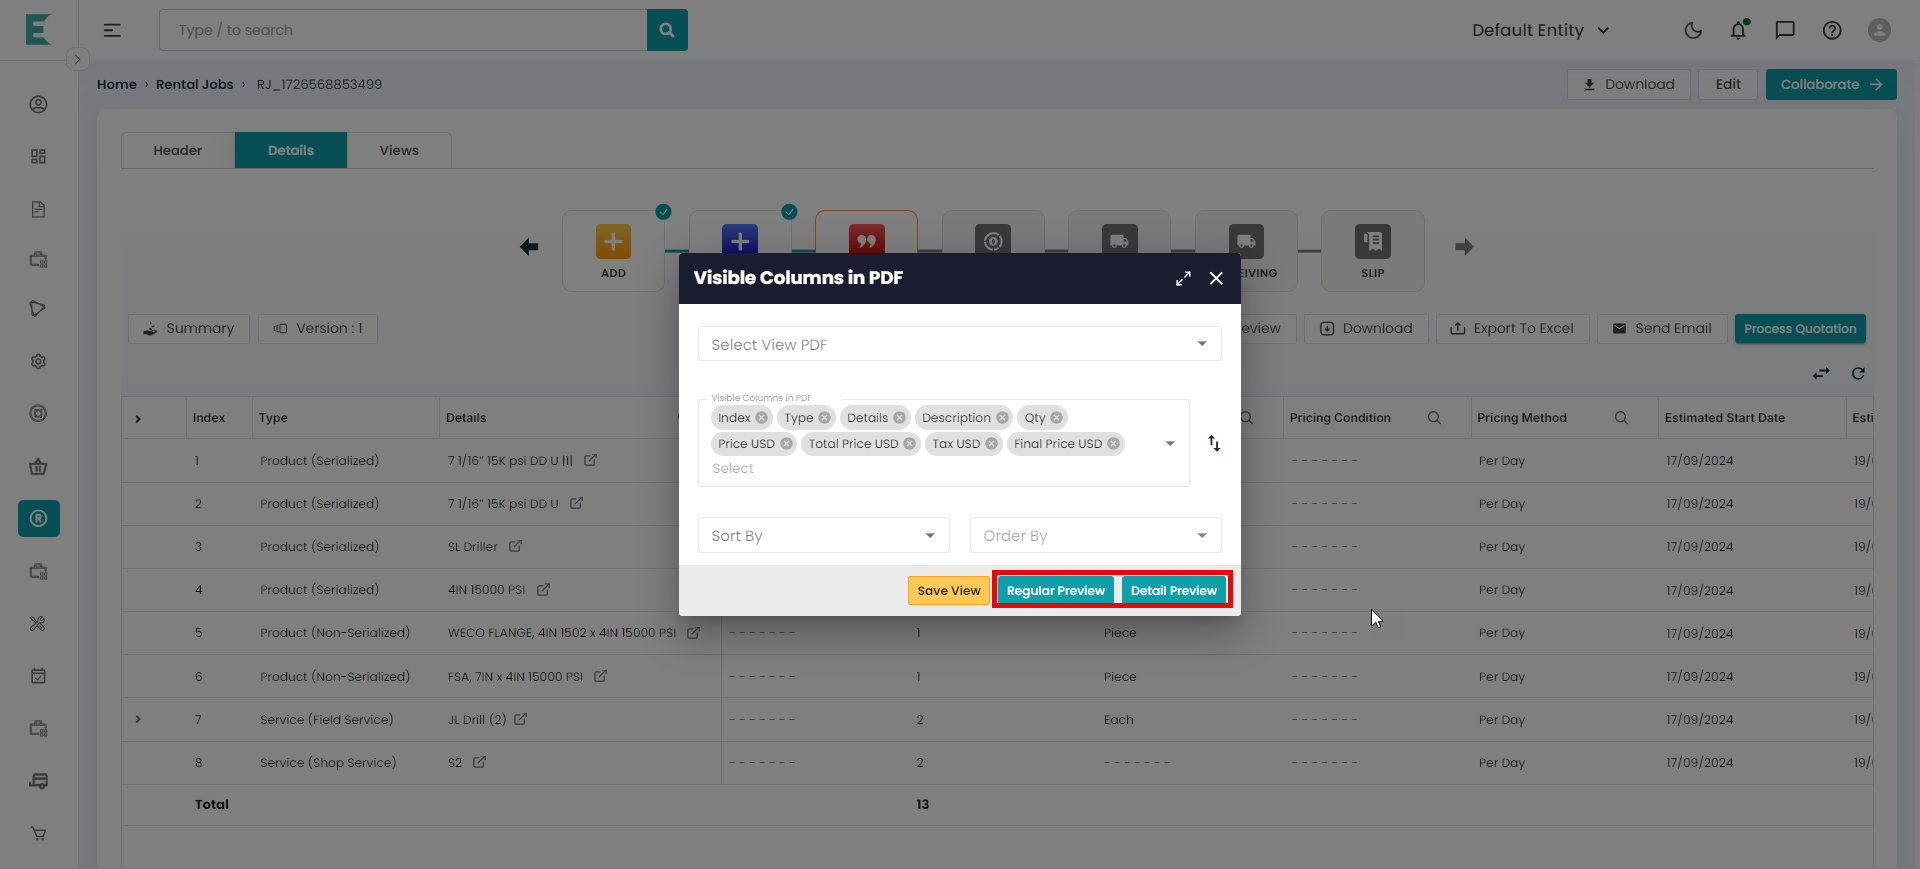 Type / to search
Default Entity
Home › Rental Jobs › RJ_1726568853499
Download
Edit
Collaborate
Header
Details
Views
ADD
EIVING
SLIP
Visible Columns in PDF
Summary
Version : 1
eview
Download
Export To Excel
Send Email
Process Quotation
Select View PDF
Visible Columns in PDF
Index Type Details Description Qty
Price USD Total Price USD Tax USD Final Price USD
Select
Sort By
Order By
Save View
Regular Preview
Detail Preview
Index Type Details Pricing Condition Pricing Method Estimated Start Date Esti
1 Product (Serialized) 7 1/16" 15K psi DD U |1| - - - - - - - Per Day 17/09/2024 19/
2 Product (Serialized) 7 1/16" 15K psi DD U - - - - - - - Per Day 17/09/2024 19/
3 Product (Serialized) SL Driller - - - - - - - Per Day 17/09/2024 19/
4 Product (Serialized) 4IN 15000 PSI - - - - - - - Per Day 17/09/2024 19/
5 Product (Non-Serialized) WECO FLANGE, 4IN 1502 x 4IN 15000 PSI - - - - - - - 1 Piece - - - - - - - Per Day 17/09/2024 19/
6 Product (Non-Serialized) FSA, 7IN x 4IN 15000 PSI - - - - - - - 1 Piece - - - - - - - Per Day 17/09/2024 19/
7 Service (Field Service) JL Drill (2) - - - - - - - 2 Each - - - - - - - Per Day 17/09/2024 19/
8 Service (Shop Service) S2 - - - - - - - 2 - - - - - - - - - - - - - - Per Day 17/09/2024 19/
Total 13